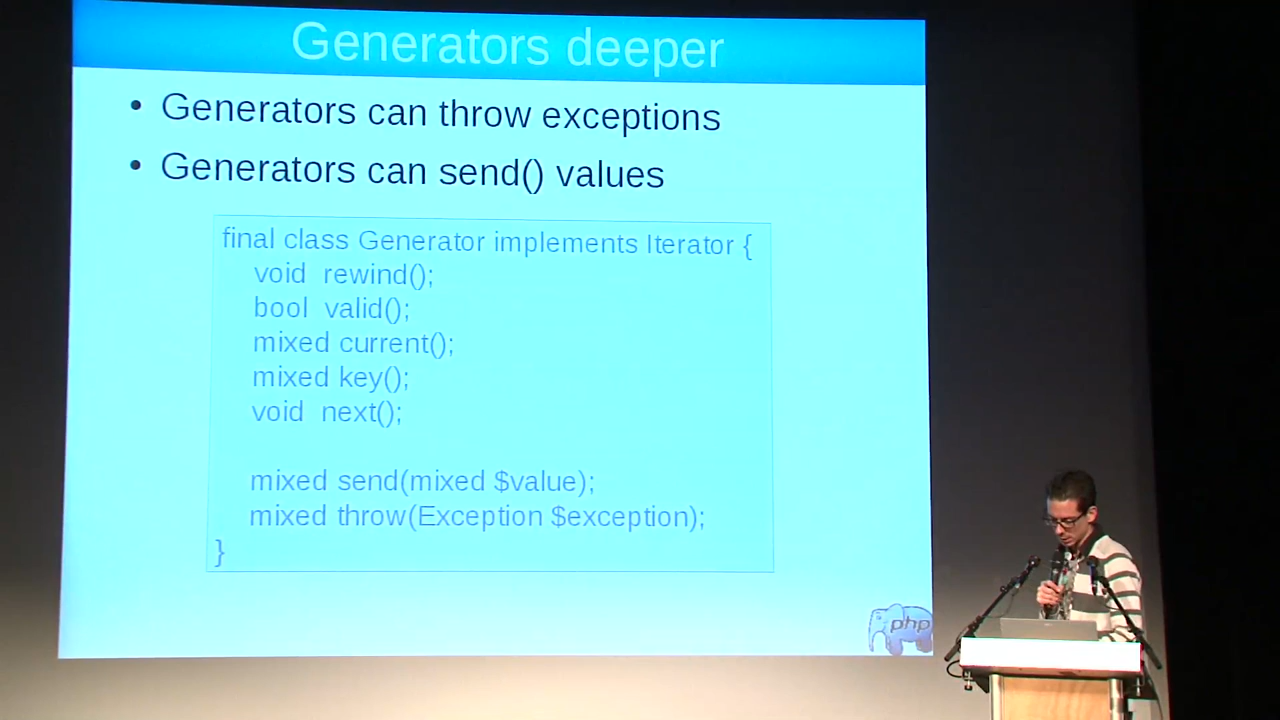 Generators deeper
• Generators can throw exceptions
• Generators can send() values
final class Generator implements Iterator {
void rewind();
bool valid();
mixed current();
mixed key();
void next();
mixed send(mixed $value);
mixed throw(Exception $exception);
}
php